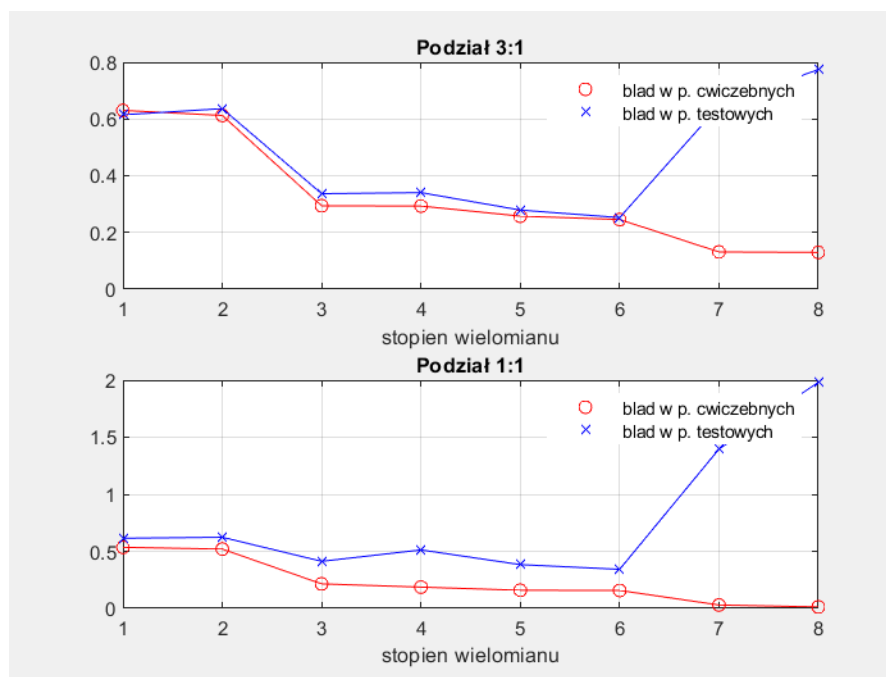 Podział 3:1
0.8
0.6
0.4
0.2
0
blad w p. cwiczebnych
blad w p. testowych
1 2 3 4 5 6 7 8
stopien wielomianu
Podział 1:1
2
1.5
1
0.5
0
blad w p. cwiczebnych
blad w p. testowych
1 2 3 4 5 6 7 8
stopien wielomianu